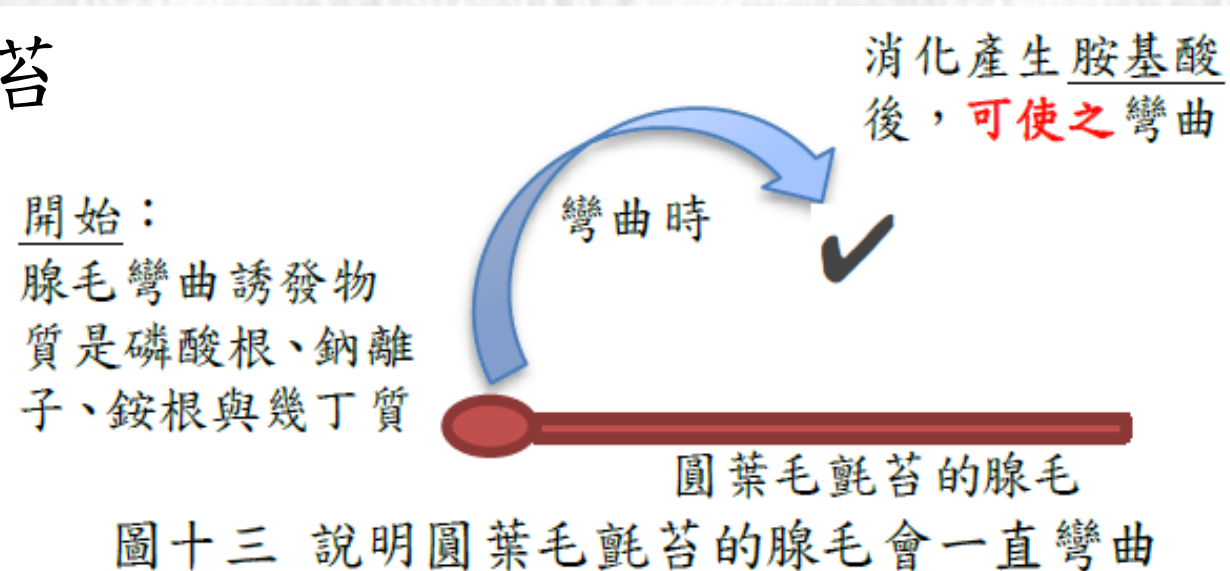 苔
消化產生胺基酸
後，可使之彎曲
開始：
彎曲時
腺毛彎曲誘發物
質是磷酸根、鈉離
子、銨根與幾丁質
圓葉毛氈苔的腺毛
圖十三 說明圓葉毛氈苔的腺毛會一直彎曲